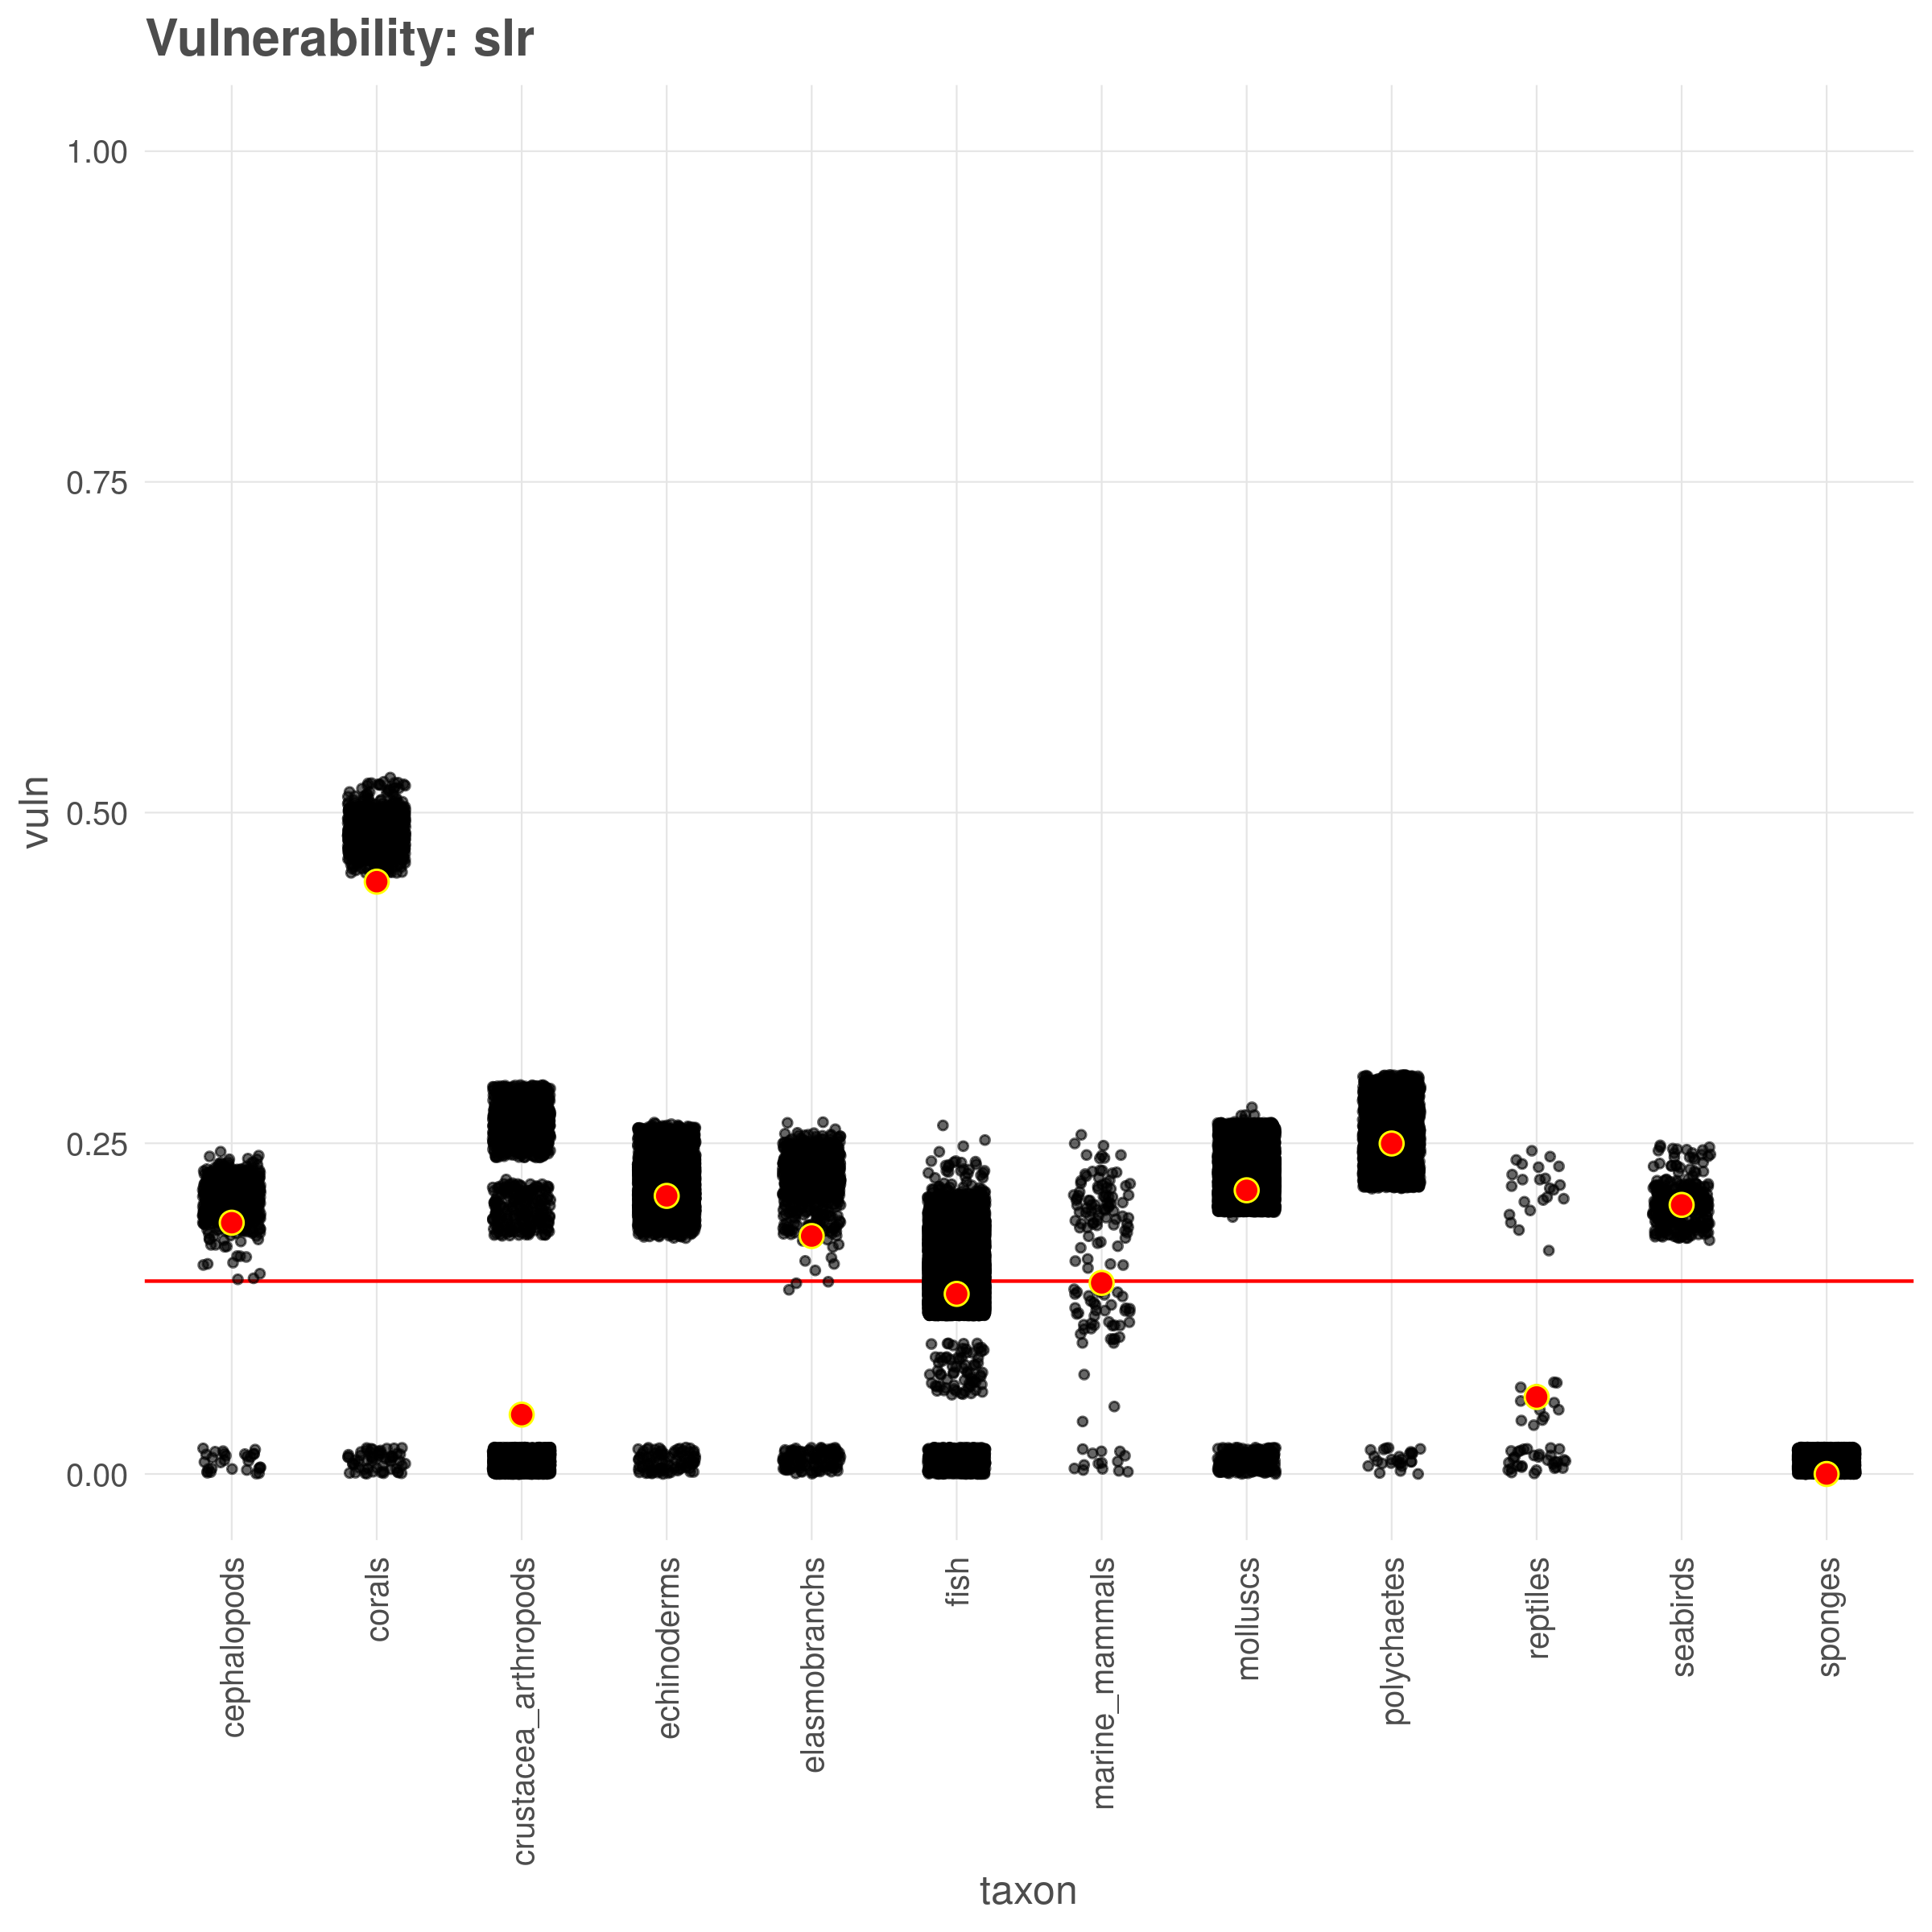 Vulnerability: slr
vuln
1.00
0.75
0.50
0.25
0.00
cephalopods
corals
crustacea_arthropods
echinoderms
elasmobranchs
fish
marine_mammals
molluscs
polychaetes
reptiles
seabirds
sponges
taxon